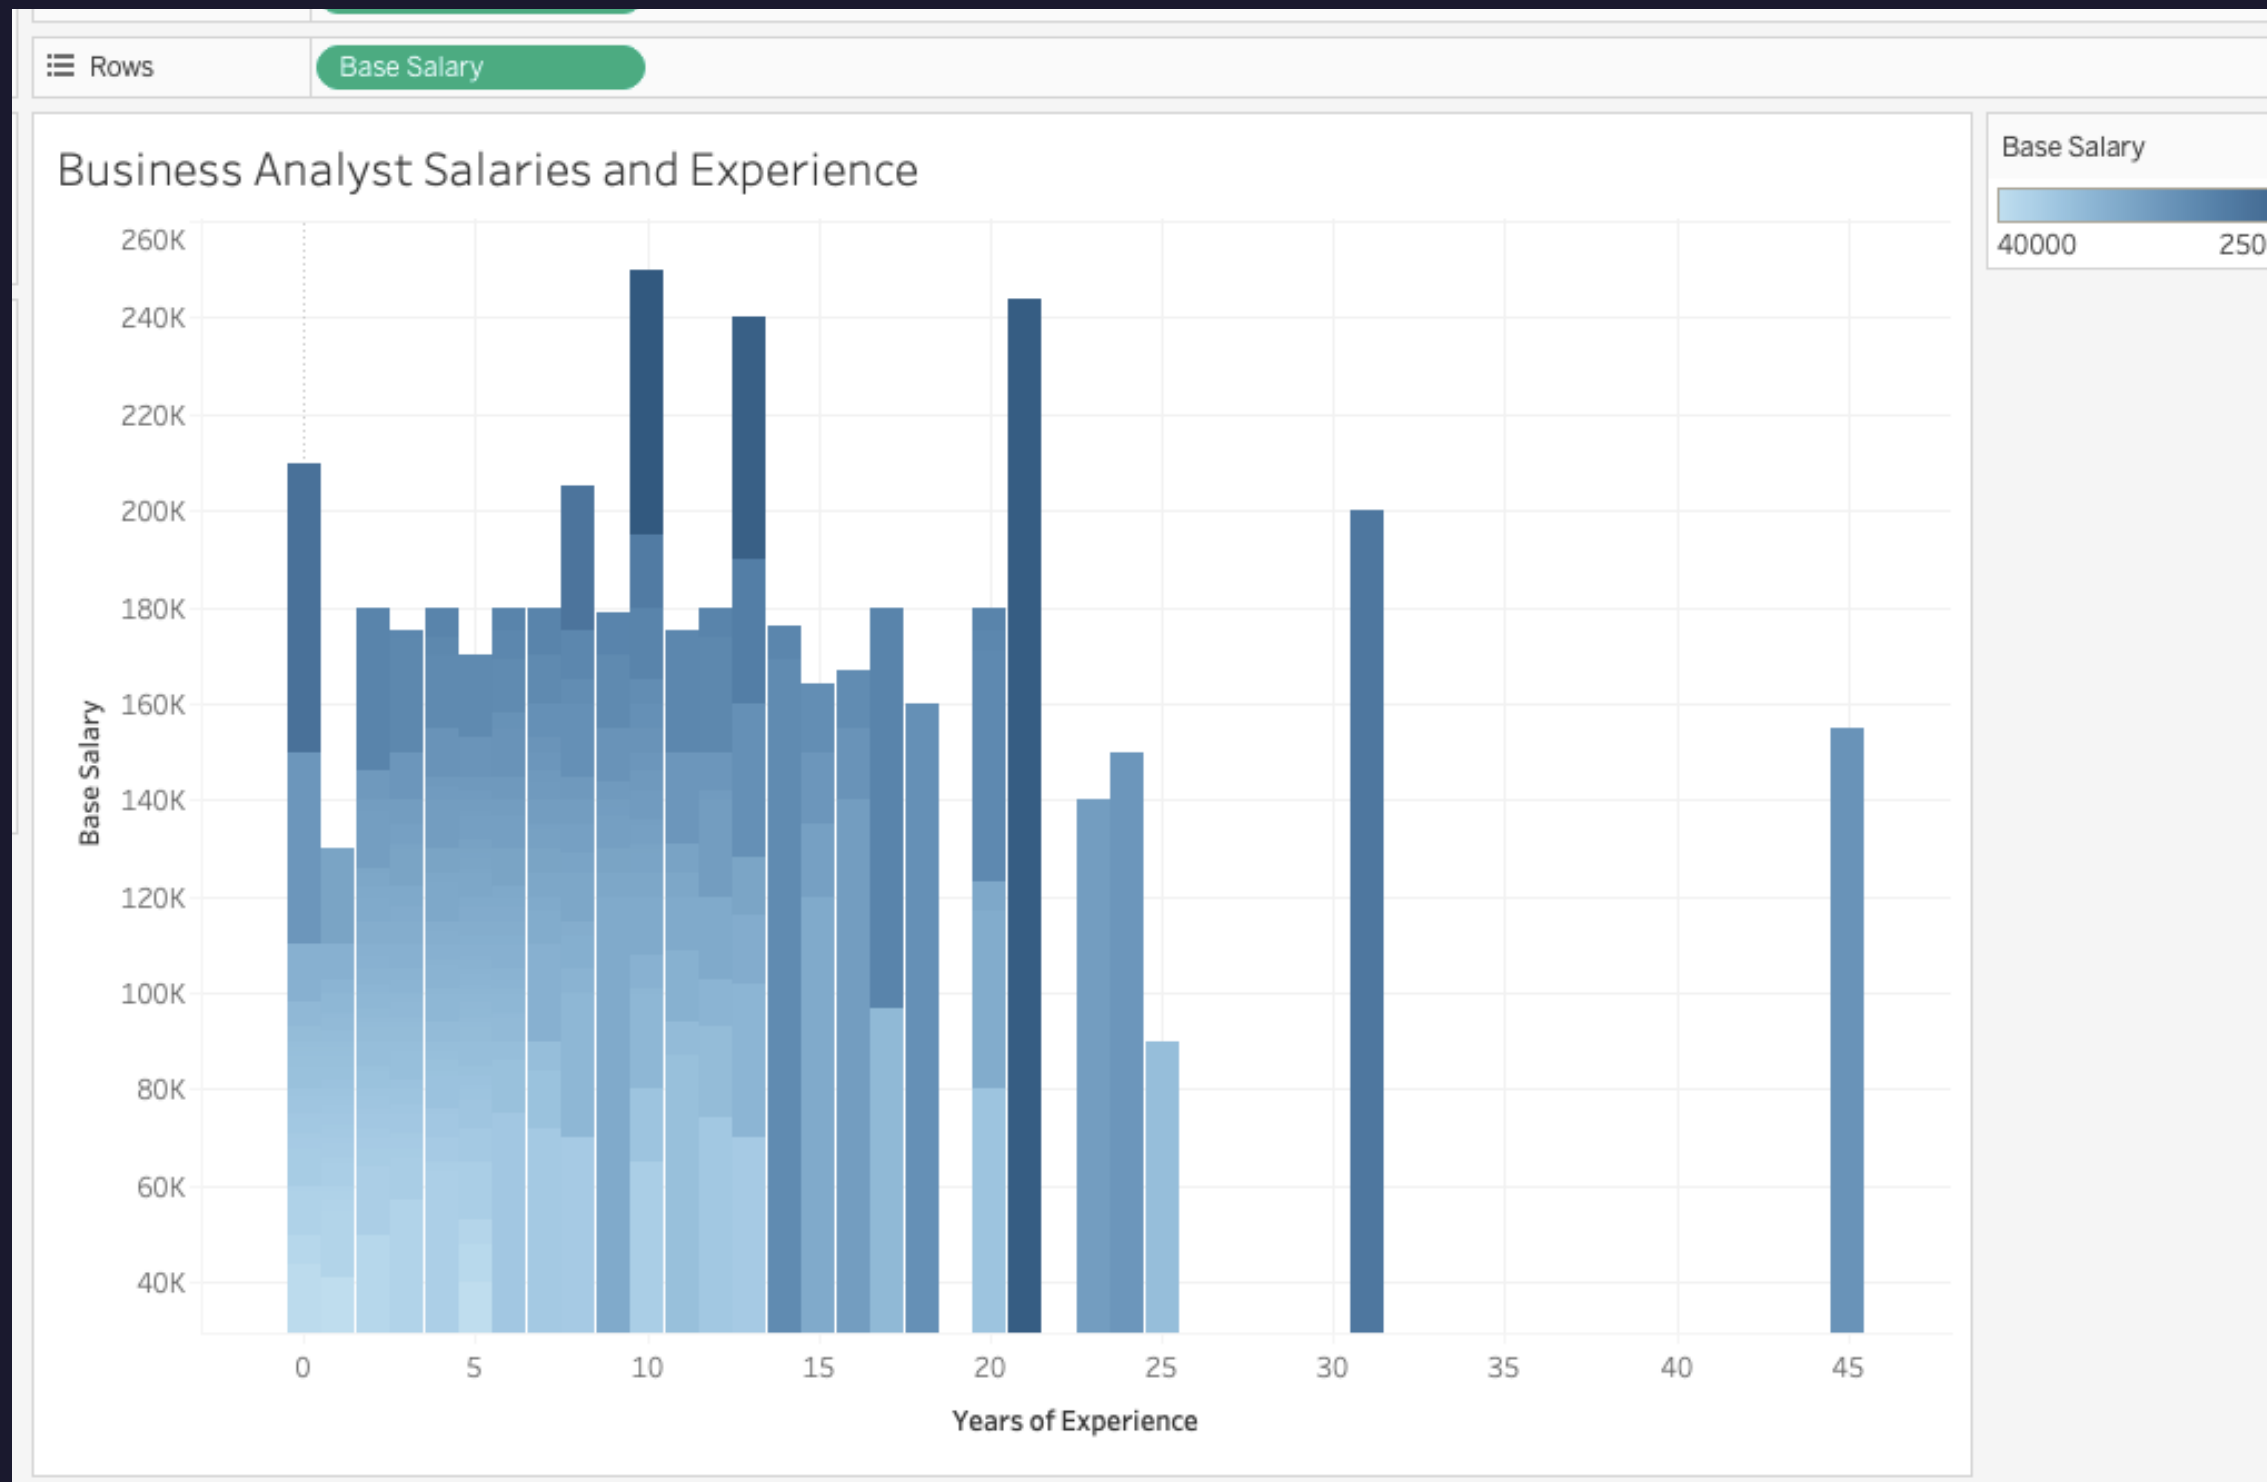 Rows
Base Salary
Business Analyst Salaries and Experience
Base Salary
40000 250
260K
240K
220K
200K
180K
160K
140K
120K
100K
80K
60K
40K
Base Salary
0 5 10 15 20 25 30 35 40 45
Years of Experience